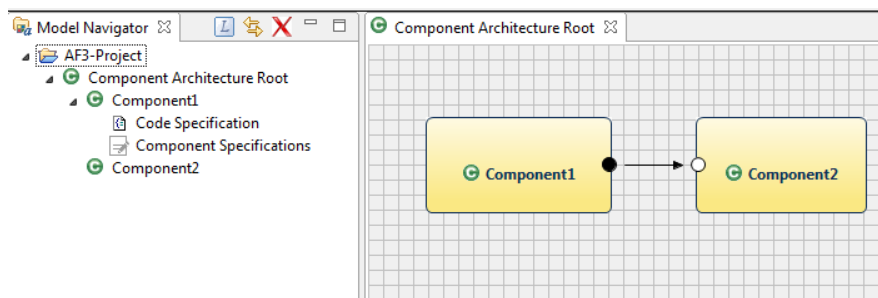 Model Navigator
L
AF3-Project
C Component Architecture Root
C Component1
Code Specification
Component Specifications
C Component2
C Component Architecture Root
C Component1
C Component2